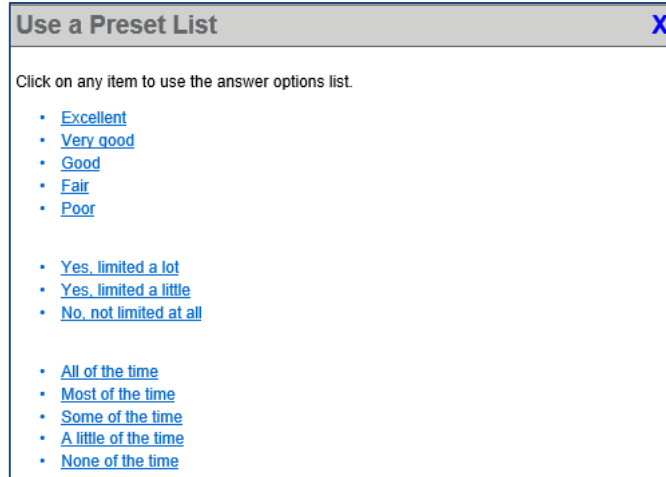 Use a Preset List X
Click on any item to use the answer options list.
• Excellent
• Very good
• Good
• Fair
• Poor
• Yes, limited a lot
• Yes, limited a little
• No, not limited at all
• All of the time
• Most of the time
• Some of the time
• A little of the time
• None of the time